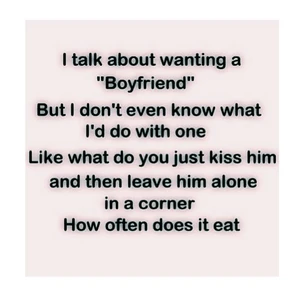 I talk about wanting a
"Boyfriend"
But I don't even know what
I'd do with one
Like what do you just kiss him
and then leave him alone
in a corner
How often does it eat